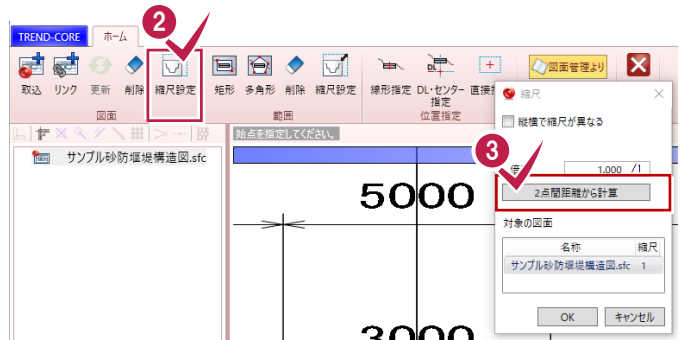 2
TREND-CORE ホーム
図面管理より
取込 リンク 更新 削除 縮尺設定 矩形 多角形 削除 縮尺設定 線形指定 DL・センター指定
図面 範囲 位置指定
縮尺
始点を指定してください。
縦横で縮尺が異なる
3
1.000 /1
サンプル砂防堰堤構造図.sfc
5000
2点間距離から計算
対象の図面
名称 縮尺
サンプル砂防堰堤構造図.sfc 1
OK キャンセル
3000